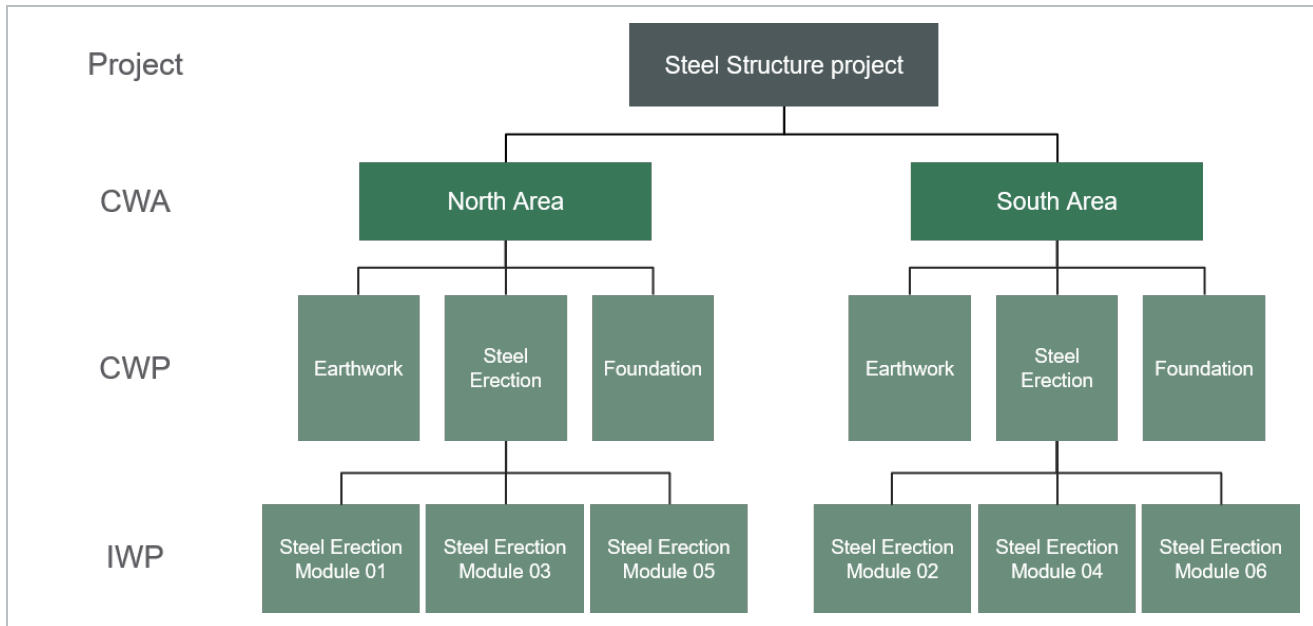 Project
Steel Structure project
CWA
North Area
South Area
CWP
Earthwork
Steel
Erection
Foundation
Earthwork
Steel
Erection
Foundation
IWP
Steel Erection
Module 01
Steel Erection
Module 03
Steel Erection
Module 05
Steel Erection
Module 02
Steel Erection
Module 04
Steel Erection
Module 06